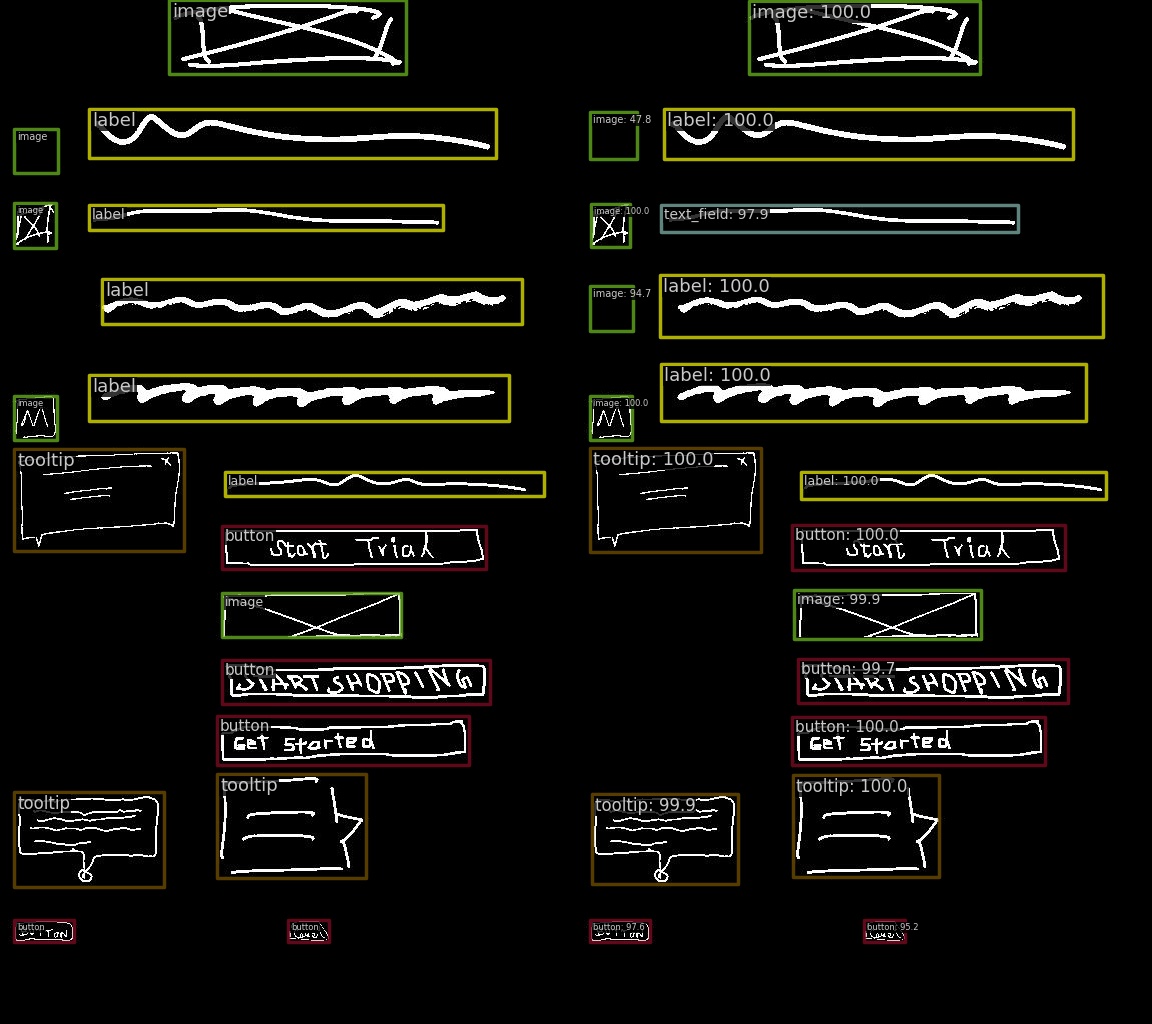 image image: 100.0
label label: 100.0
image image: 47.8
image label image: 100.0 text_field: 97.9
label label: 100.0
image: 94.7
label label: 100.0
image image: 100.0
tooltip tooltip: 100.0
x x
label label: 100.0
button button: 100.0
Start Trial Start Trial
image image: 99.9
button button: 99.7
START SHOPPING START SHOPPING
button button: 100.0
Get Started Get Started
tooltip tooltip: 100.0
tooltip tooltip: 99.9
button button button: 97.6 button: 95.2
BUTTON BUTTON